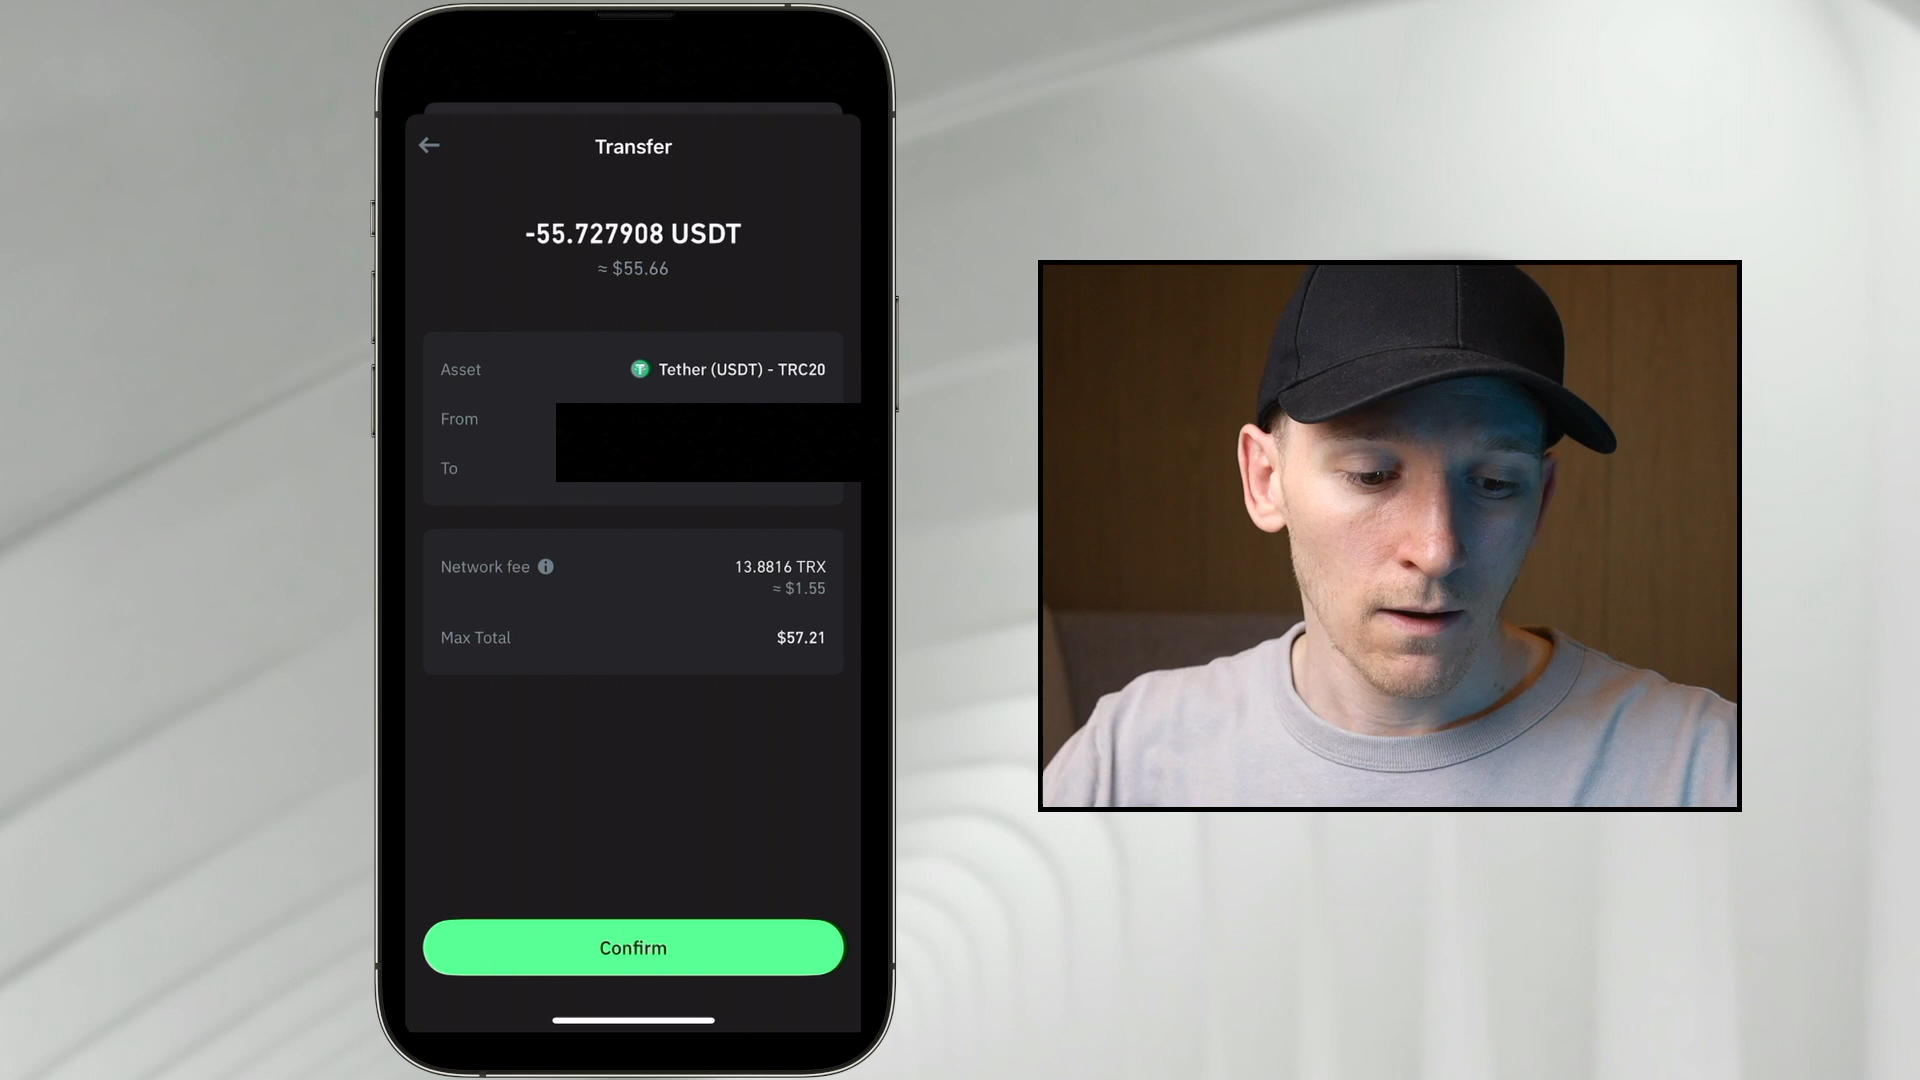 Transfer
-55.727908 USDT
≈ $55.66
Asset Tether (USDT) - TRC20
From
To
Network fee 13.8816 TRX
≈ $1.55
Max Total $57.21
Confirm